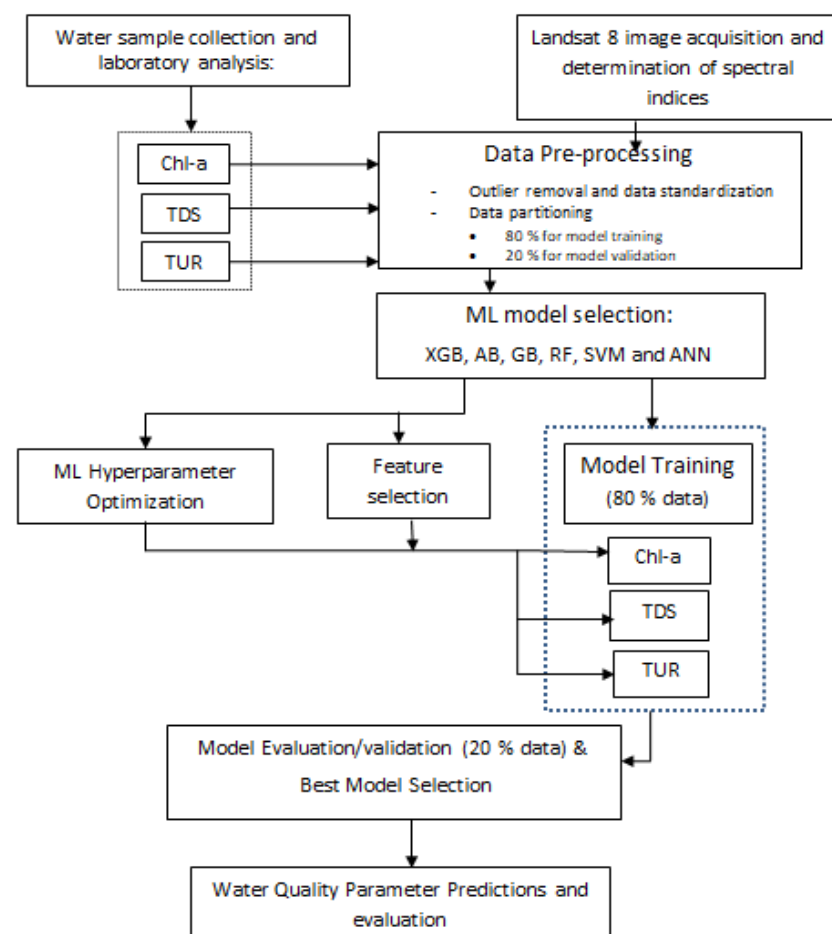 Water sample collection and
laboratory analysis:
Landsat 8 image acquisition and
determination of spectral
indices
Chl-a
TDS
TUR
Data Pre-processing
- Outlier removal and data standardization
- Data partitioning
• 80 % for model training
• 20 % for model validation
ML model selection:
XGB, AB, GB, RF, SVM and ANN
ML Hyperparameter
Optimization
Feature
selection
Model Training
(80 % data)
Chl-a
TDS
TUR
Model Evaluation/validation (20 % data) &
Best Model Selection
Water Quality Parameter Predictions and
evaluation